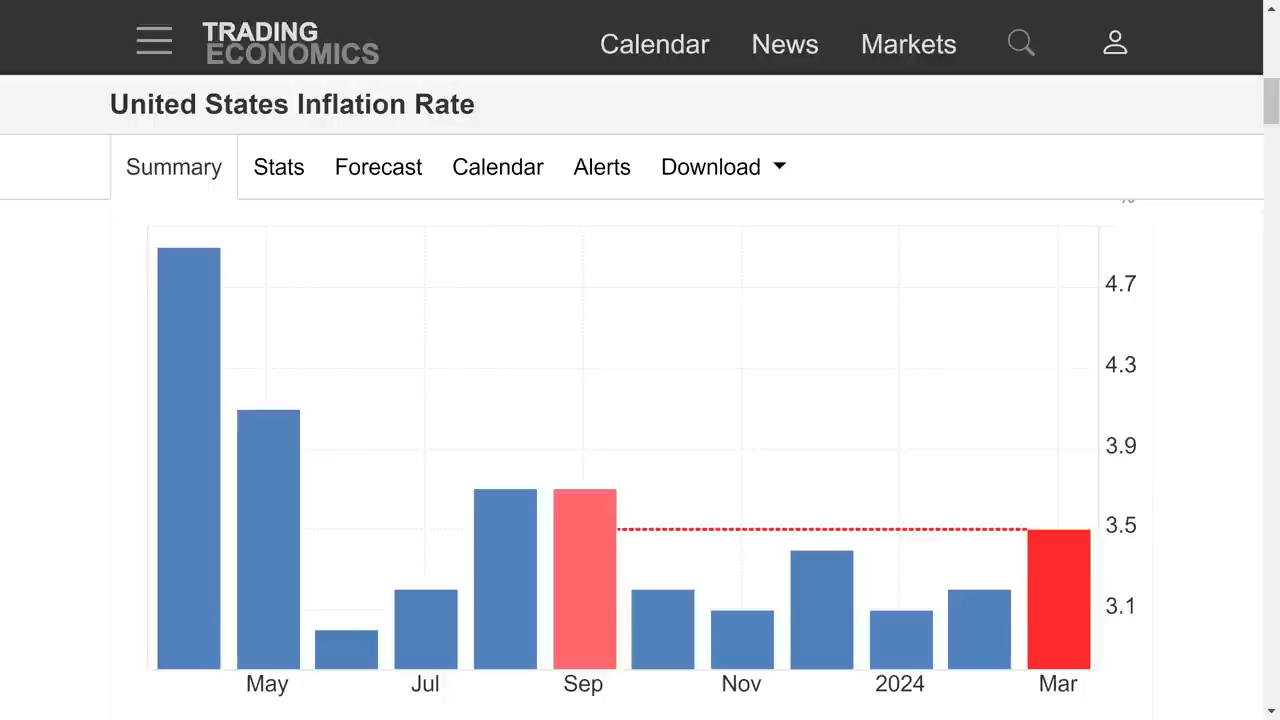 TRADING
ECONOMICS
Calendar News Markets
United States Inflation Rate
Summary Stats Forecast Calendar Alerts Download
%
4.7
4.3
3.9
3.5
3.1
May Jul Sep Nov 2024 Mar